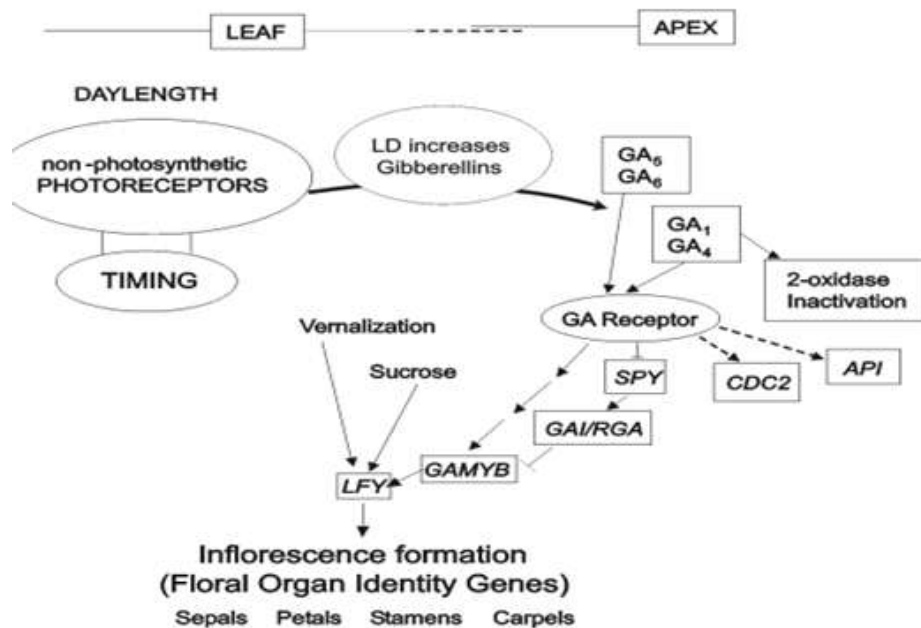 LEAF
APEX
DAYLENGTH
non-photosynthetic
PHOTORECEPTORS
TIMING
LD increases
Gibberellins
GA5
GA6
GA1
GA4
2-oxidase
Inactivation
GA Receptor
Vernalization
Sucrose
SPY
CDC2
API
GAI/RGA
GAMYB
LFY
Inflorescence formation
(Floral Organ Identity Genes)
Sepals Petals Stamens Carpels